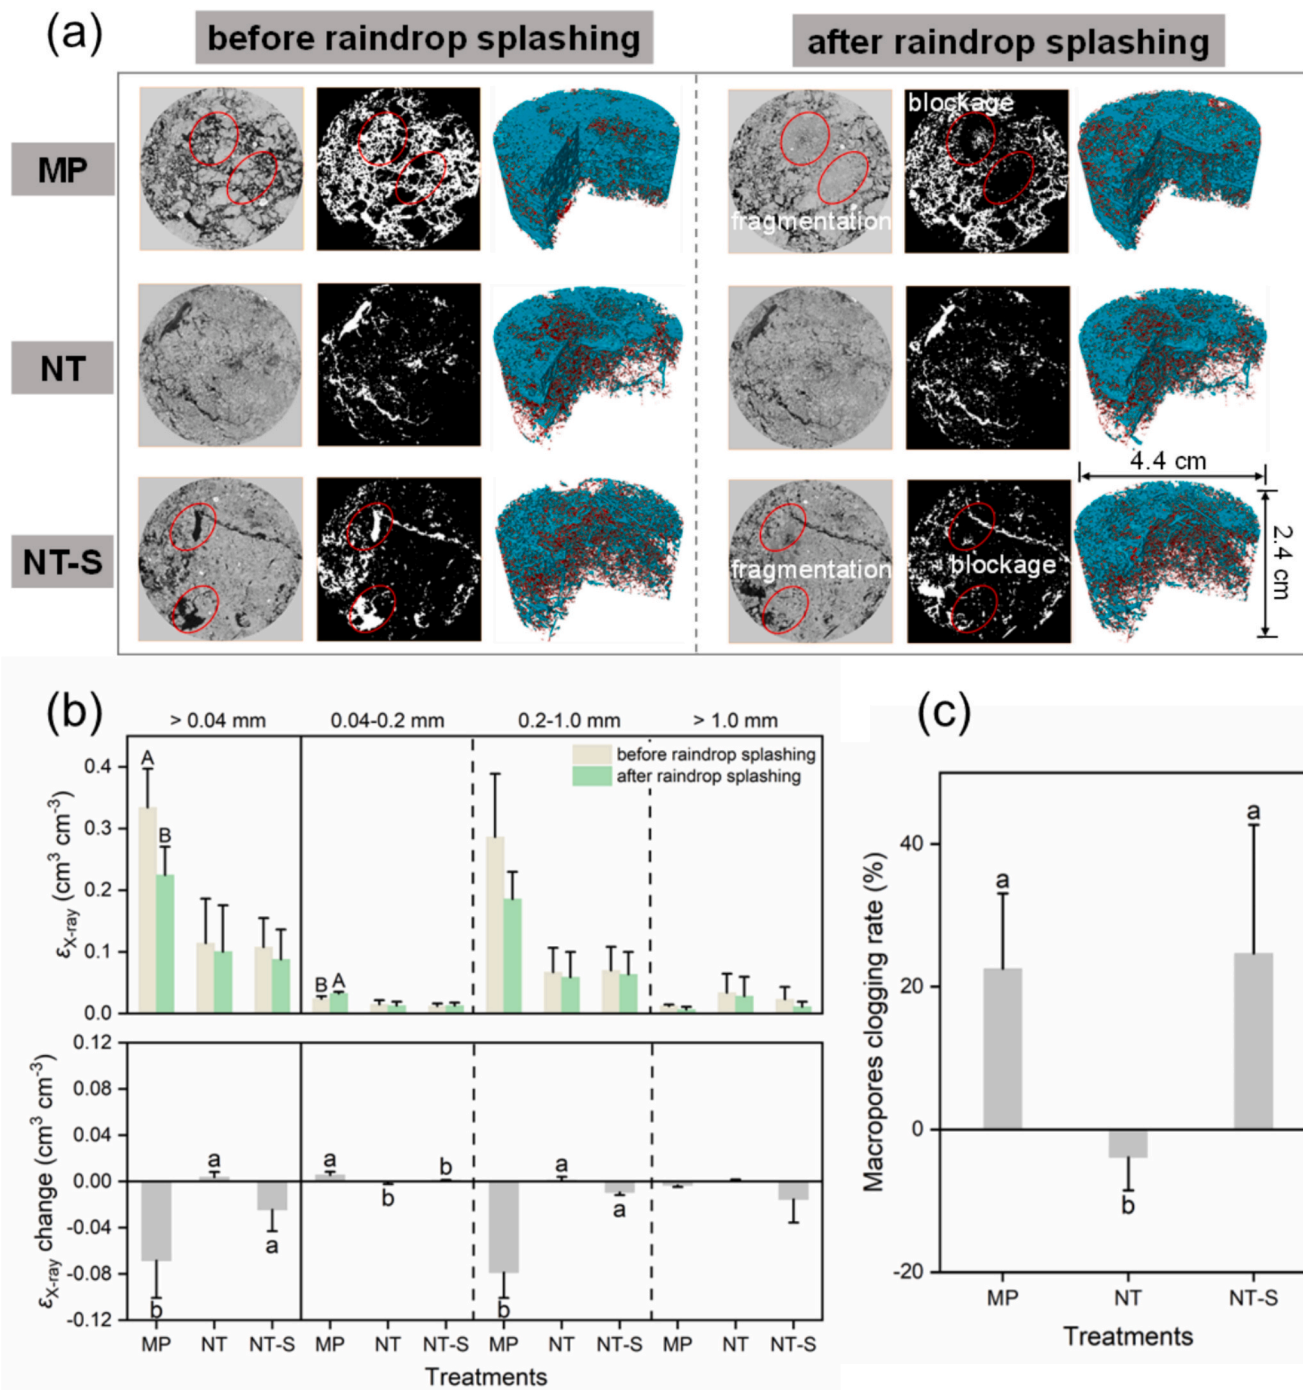 (a)
before raindrop splashing
after raindrop splashing
MP
blockage
fragmentation
NT
4.4 cm
NT-S
fragmentation
blockage
2.4 cm
(b)
> 0.04 mm
0.04-0.2 mm
0.2-1.0 mm
> 1.0 mm
before raindrop splashing
after raindrop splashing
εX-ray (cm³ cm⁻³)
0.4
0.3
0.2
0.1
0.0
A
B
B
A
εX-ray change (cm³ cm⁻³)
0.12
0.08
0.04
0.00
-0.04
-0.08
-0.12
b
a
a
a
b
b
b
a
a
MP NT NT-S MP NT NT-S MP NT NT-S MP NT NT-S
Treatments
(c)
Macropores clogging rate (%)
40
20
0
-20
a
b
a
MP NT NT-S
Treatments